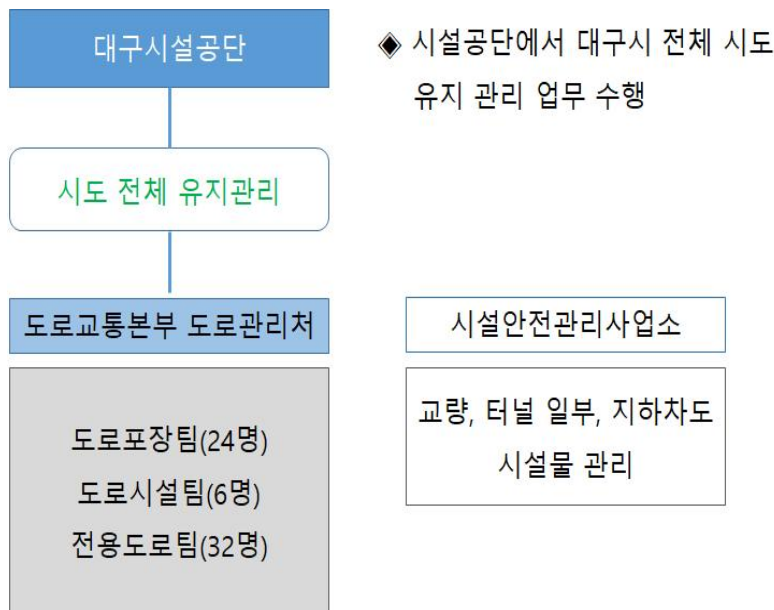 대구시설공단
◈ 시설공단에서 대구시 전체 시도
유지 관리 업무 수행
시도 전체 유지관리
도로교통본부 도로관리처
시설안전관리사업소
도로포장팀(24명)
도로시설팀(6명)
전용도로팀(32명)
교량, 터널 일부, 지하차도
시설물 관리